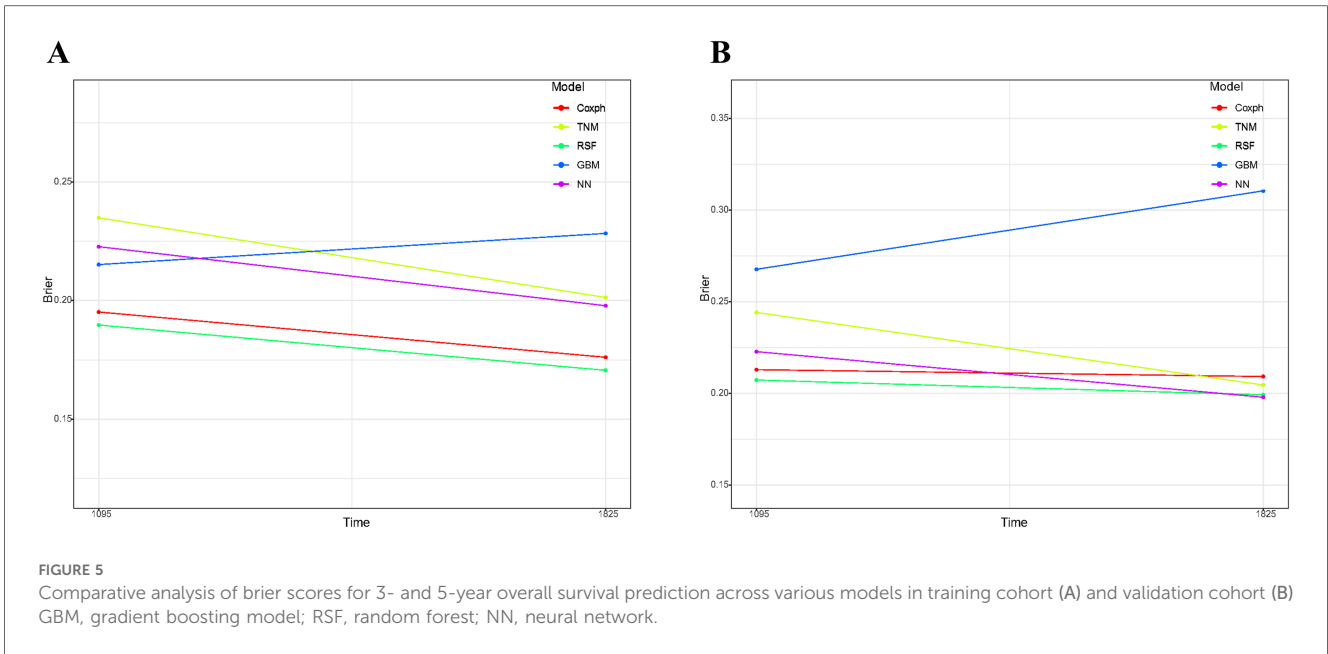 A
Model
Coxph
TNM
RSF
GBM
NN
0.25
0.20
0.15
Brier
1095
1825
Time
B
Model
Coxph
TNM
RSF
GBM
NN
0.35
0.30
0.25
0.20
0.15
Brier
1095
1825
Time
FIGURE 5
Comparative analysis of brier scores for 3- and 5-year overall survival prediction across various models in training cohort (A) and validation cohort (B)
GBM, gradient boosting model; RSF, random forest; NN, neural network.